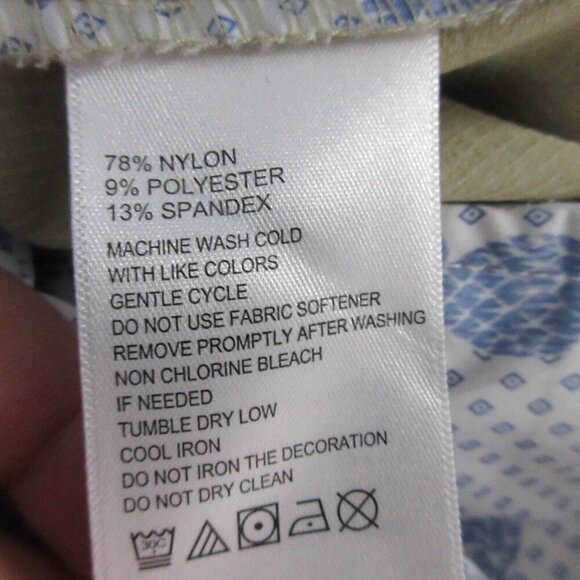 78% NYLON
9% POLYESTER
13% SPANDEX
MACHINE WASH COLD
WITH LIKE COLORS
GENTLE CYCLE
DO NOT USE FABRIC SOFTENER
REMOVE PROMPTLY AFTER WASHING
NON CHLORINE BLEACH
IF NEEDED
TUMBLE DRY LOW
COOL IRON
DO NOT IRON THE DECORATION
DO NOT DRY CLEAN
30C